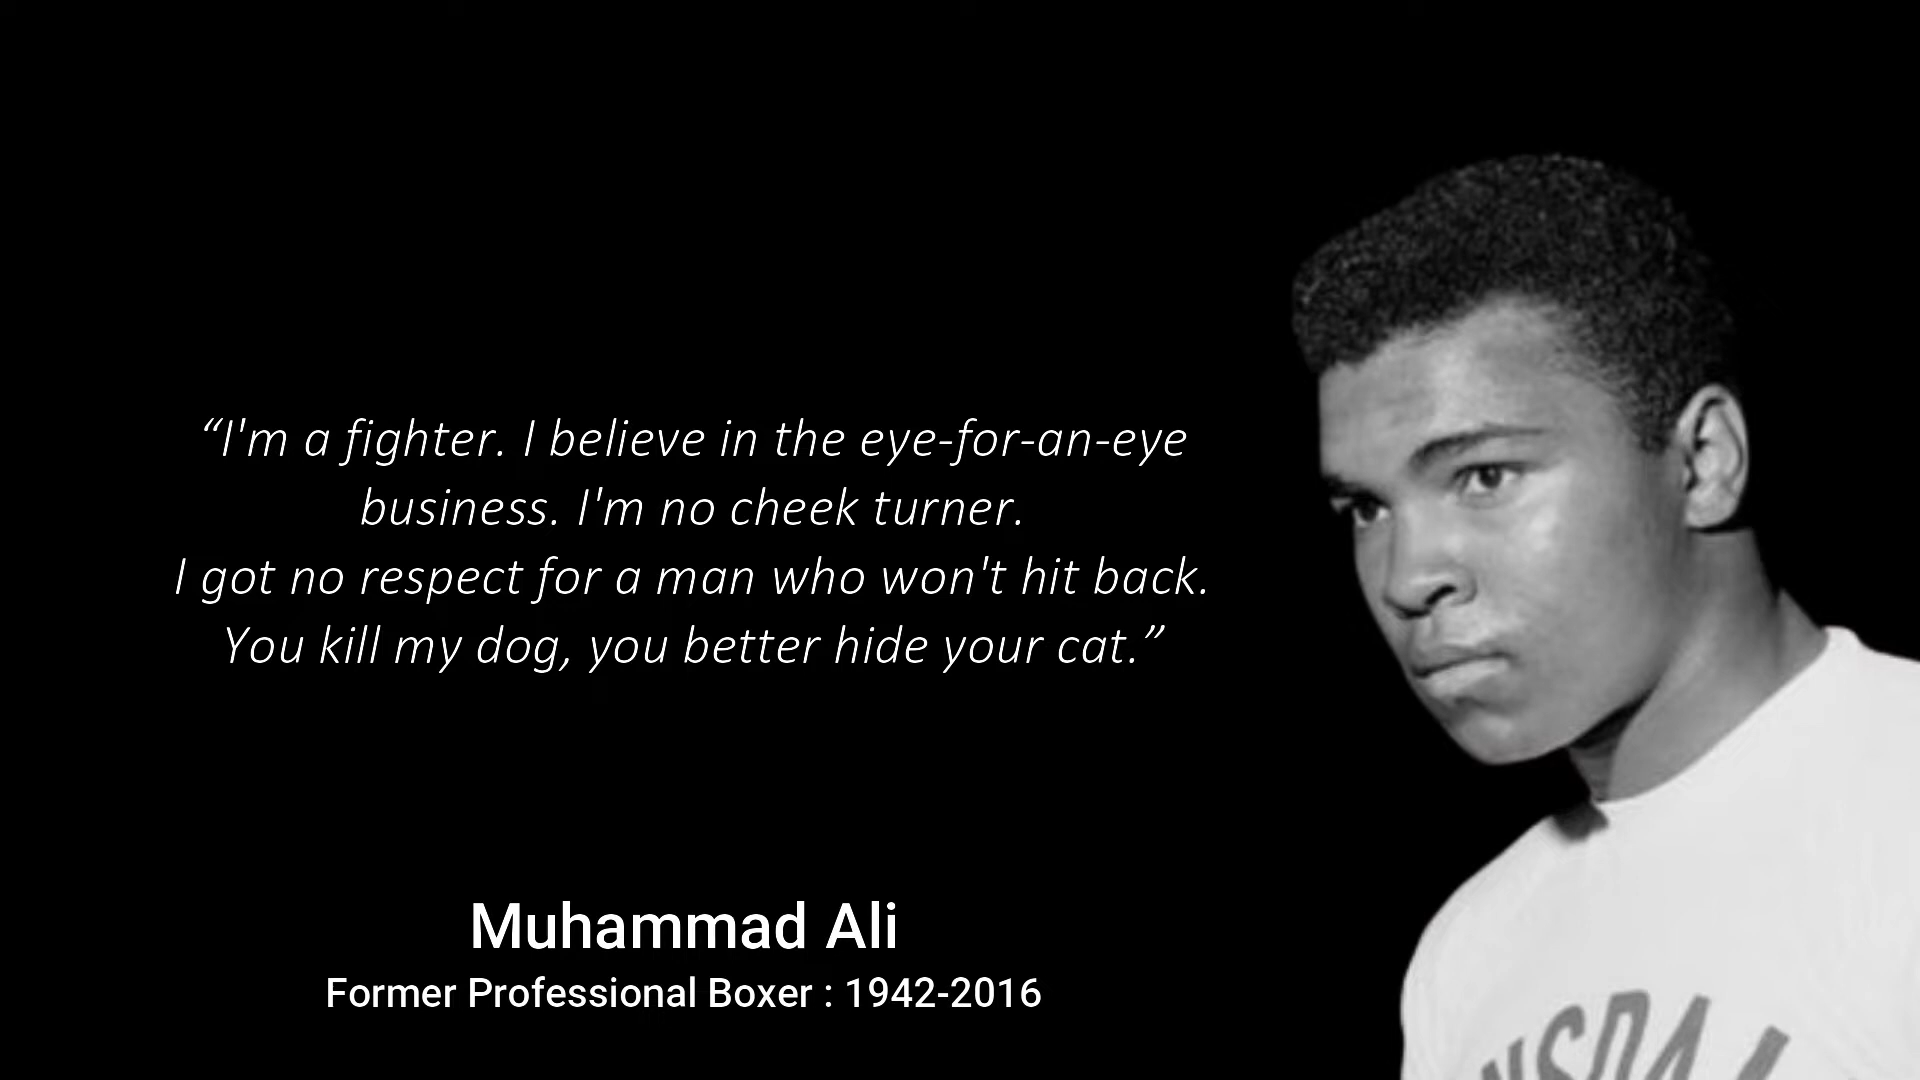 “I'm a fighter. I believe in the eye-for-an-eye
business. I'm no cheek turner.
I got no respect for a man who won't hit back.
You kill my dog, you better hide your cat.”
Muhammad Ali
Former Professional Boxer : 1942-2016